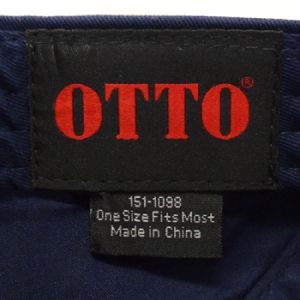 OTTO®
151-1098
One Size Fits Most
Made in China